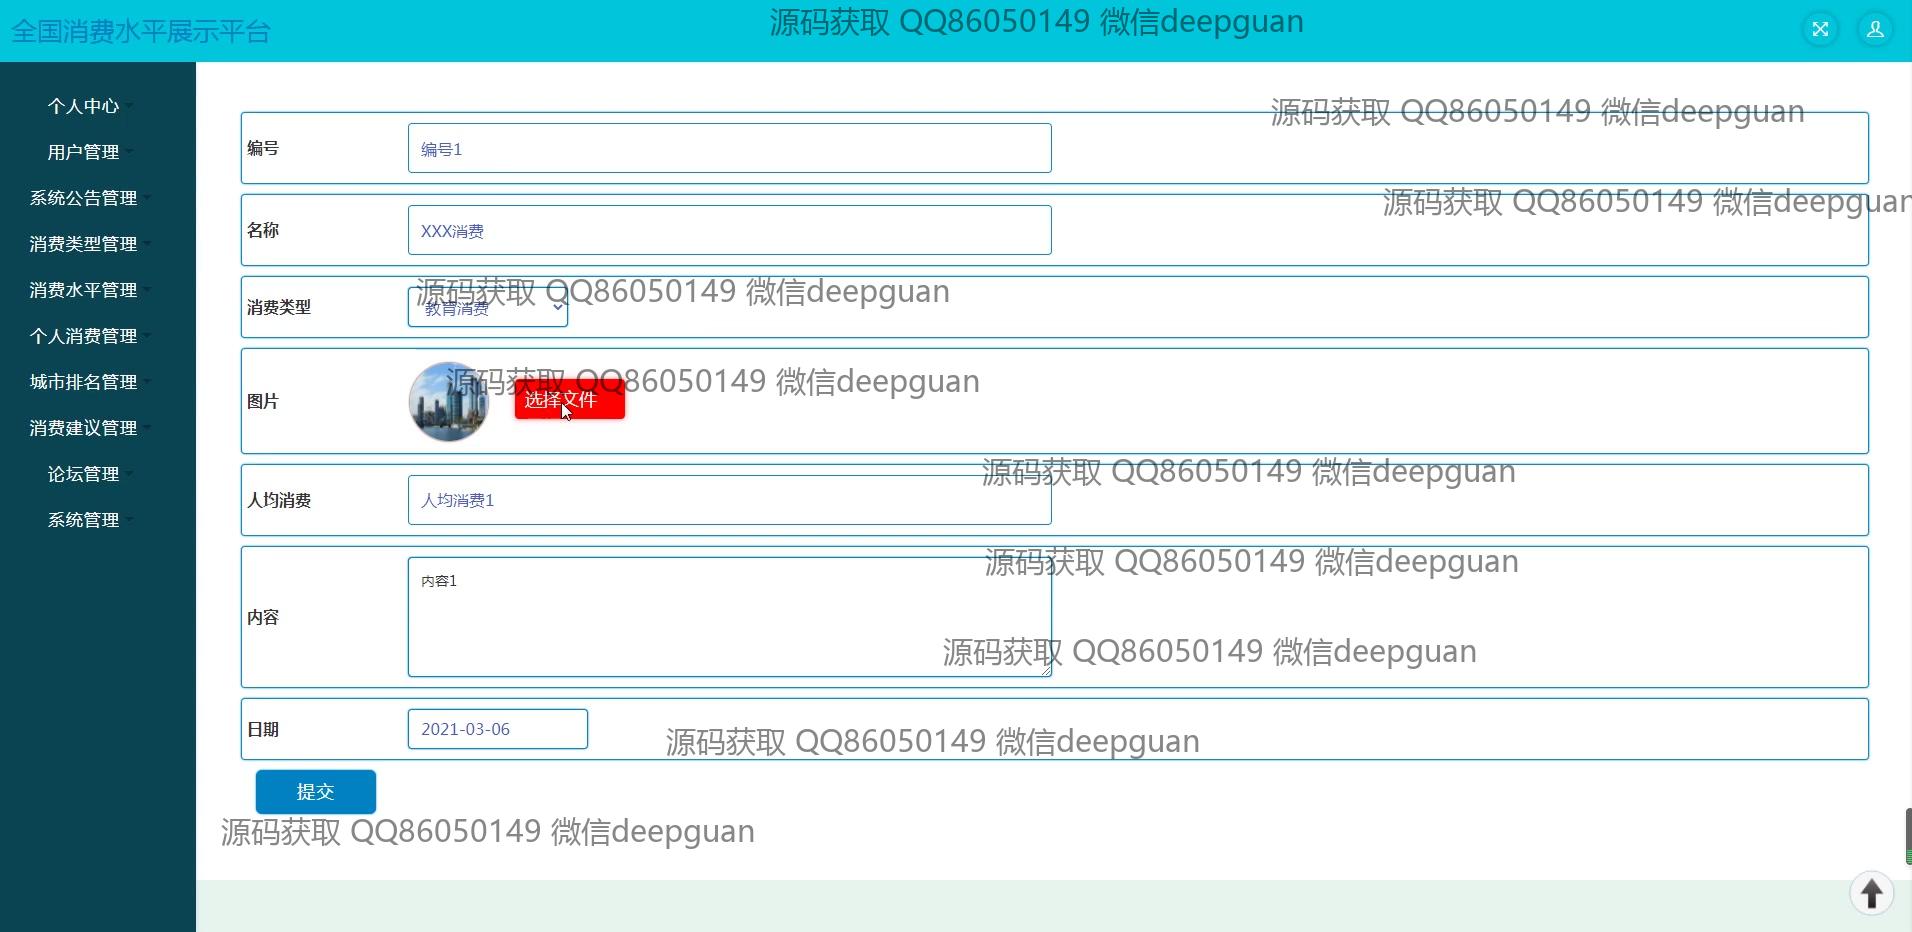 全国消费水平展示平台
源码获取 QQ86050149 微信deepguan
个人中心
用户管理
系统公告管理
消费类型管理
消费水平管理
个人消费管理
城市排名管理
消费建议管理
论坛管理
系统管理
源码获取 QQ86050149 微信deepguan
编号
编号1
源码获取 QQ86050149 微信deepguan
名称
XXX消费
源码获取 QQ86050149 微信deepguan
消费类型
教育消费
源码获取 QQ86050149 微信deepguan
图片
选择文件
源码获取 QQ86050149 微信deepguan
人均消费
人均消费1
源码获取 QQ86050149 微信deepguan
内容
内容1
源码获取 QQ86050149 微信deepguan
日期
2021-03-06
源码获取 QQ86050149 微信deepguan
提交
源码获取 QQ86050149 微信deepguan